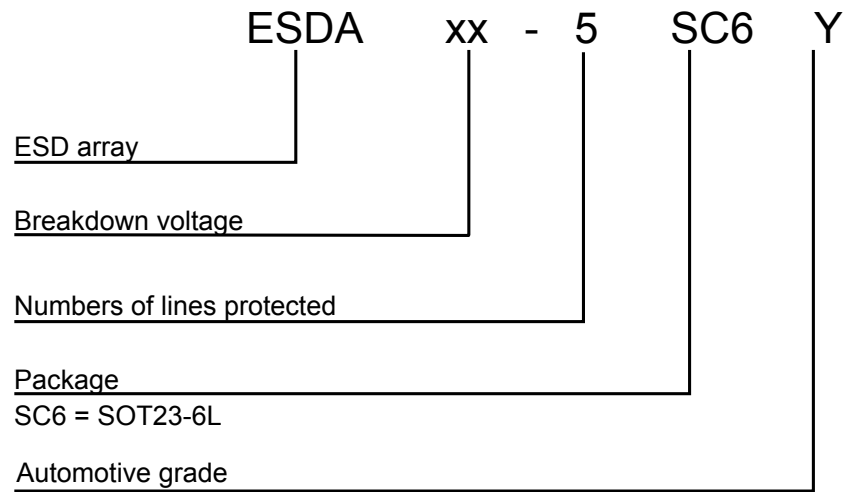 ESDA xx - 5 SC6 Y
ESD array
Breakdown voltage
Numbers of lines protected
Package
SC6 = SOT23-6L
Automotive grade